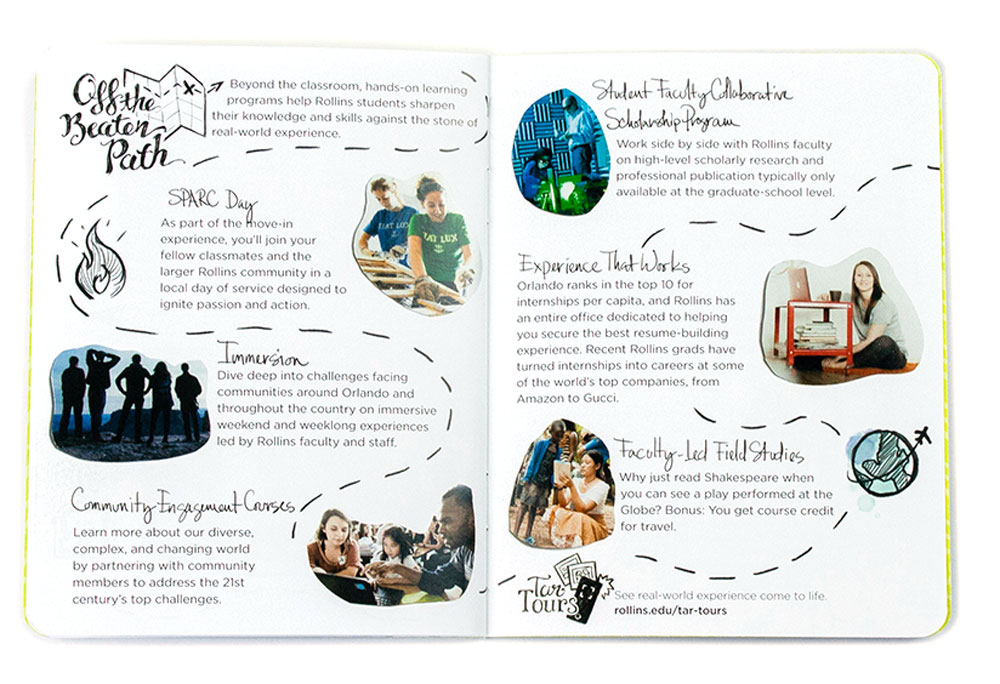 Off the
Beaten
Path
Beyond the classroom, hands-on learning
programs help Rollins students sharpen
their knowledge and skills against the stone of
real-world experience.
SPARC Day
As part of the move-in
experience, you'll join your
fellow classmates and the
larger Rollins community in a
local day of service designed to
ignite passion and action.
FIAT LUX
FIAT LUX
Immersion
Dive deep into challenges facing
communities around Orlando and
throughout the country on immersive
weekend and weeklong experiences
led by Rollins faculty and staff.
Community Engagement Courses
Learn more about our diverse,
complex, and changing world
by partnering with community
members to address the 21st
century's top challenges.
Student Faculty Collaborative
Scholarship Program
Work side by side with Rollins faculty
on high-level scholarly research and
professional publication typically only
available at the graduate-school level.
Experience That Works
Orlando ranks in the top 10 for
internships per capita, and Rollins has
an entire office dedicated to helping
you secure the best resume-building
experience. Recent Rollins grads have
turned internships into careers at some
of the world's top companies, from
Amazon to Gucci.
Faculty-Led Field Studies
Why just read Shakespeare when
you can see a play performed at the
Globe? Bonus: You get course credit
for travel.
Tar
Tours
See real-world experience come to life.
rollins.edu/tar-tours